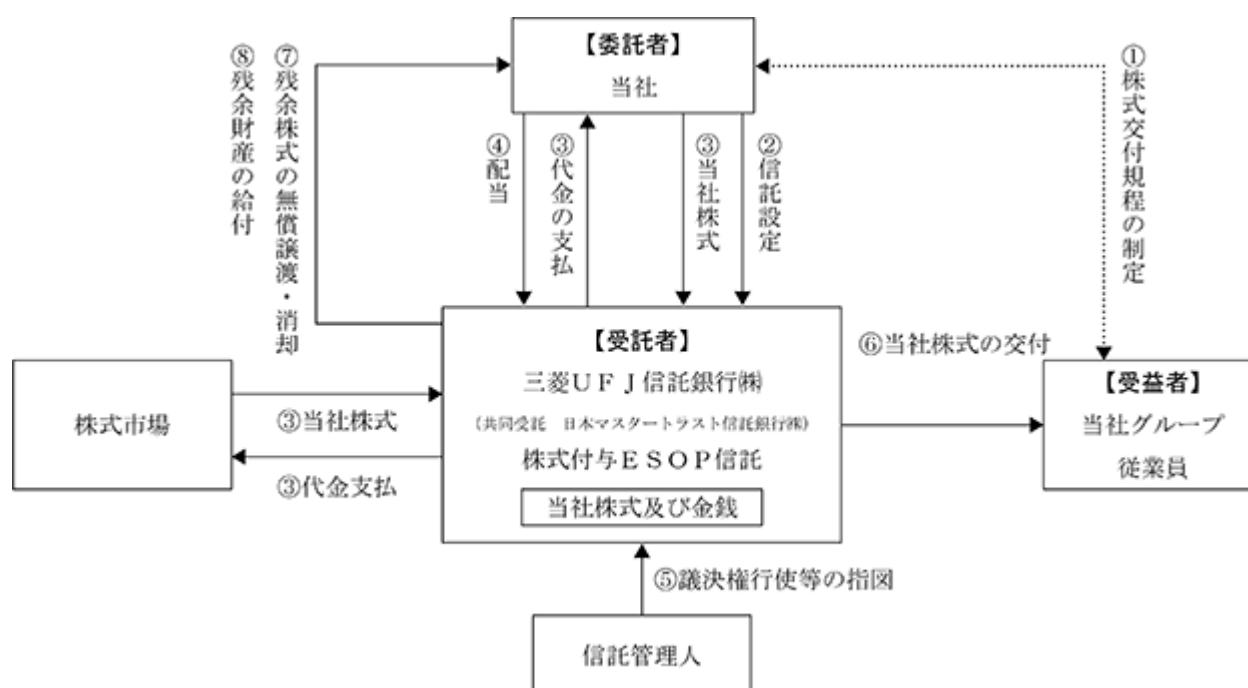 【委託者】
当社
⑧残余財産の給付
⑦残余株式の無償譲渡・消却
④配当
③代金の支払
③当社株式
②信託設定
①株式交付規程の制定
株式市場
③当社株式
③代金支払
【受託者】
三菱UFJ信託銀行㈱
(共同受託　日本マスタートラスト信託銀行㈱)
株式付与ESOP信託
当社株式及び金銭
⑥当社株式の交付
【受益者】
当社グループ
従業員
⑤議決権行使等の指図
信託管理人